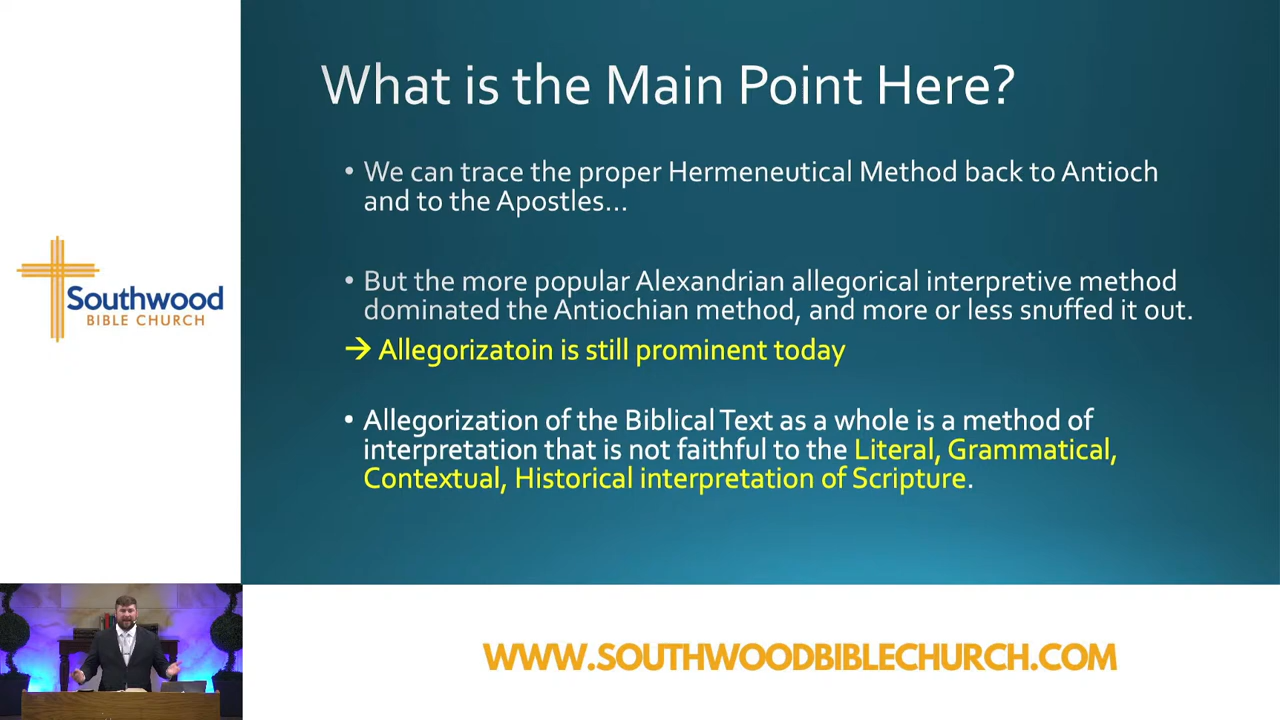 What is the Main Point Here?
• We can trace the proper Hermeneutical Method back to Antioch
and to the Apostles...
• But the more popular Alexandrian allegorical interpretive method
dominated the Antiochian method, and more or less snuffed it out.
→ Allegorizatoin is still prominent today
• Allegorization of the Biblical Text as a whole is a method of
interpretation that is not faithful to the Literal, Grammatical,
Contextual, Historical interpretation of Scripture.
Southwood
BIBLE CHURCH
WWW.SOUTHWOODBIBLECHURCH.COM